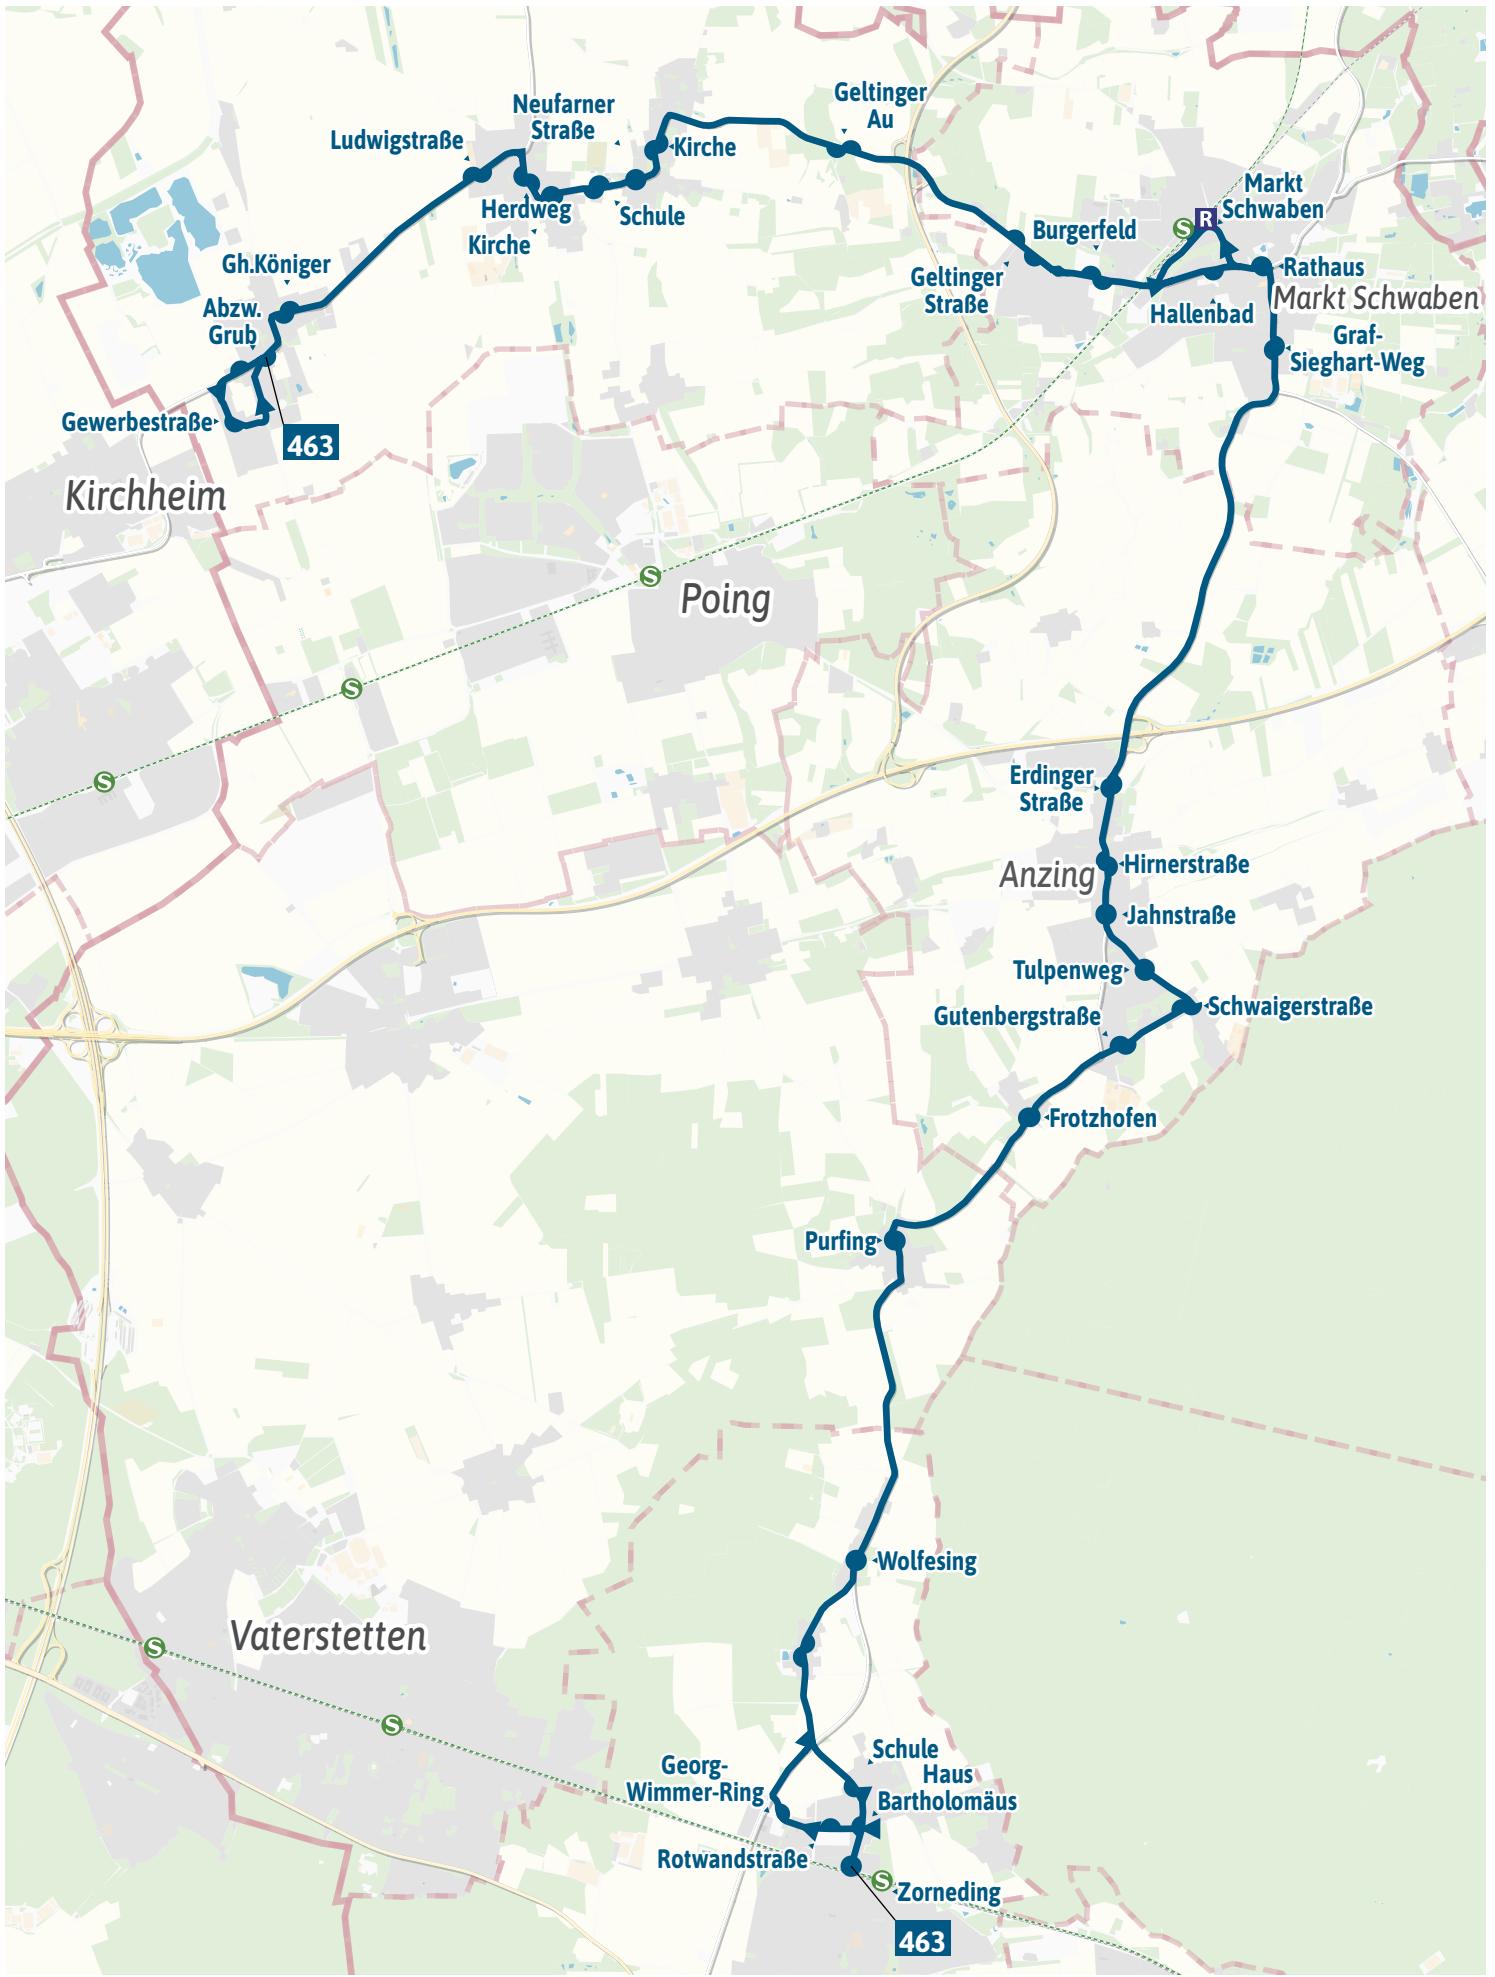 Geltinger
Au
Neufarner
Straße
Ludwigstraße
Kirche
Markt
Schwaben
S
R
Herdweg
Schule
Kirche
Burgerfeld
Gh.Königer
Geltinger
Straße
Rathaus
Markt Schwaben
Abzw.
Grub
Hallenbad
Graf-
Sieghart-Weg
Gewerbestraße
463
Kirchheim
S
Poing
S
S
Erdinger
Straße
Anzing
Hirnerstraße
Jahnstraße
Tulpenweg
Schwaigerstraße
Gutenbergstraße
Frotzhofen
Purfing
Wolfesing
Vaterstetten
S
S
Schule
Georg-
Wimmer-Ring
Haus
Bartholomäus
Rotwandstraße
S
Zorneding
463